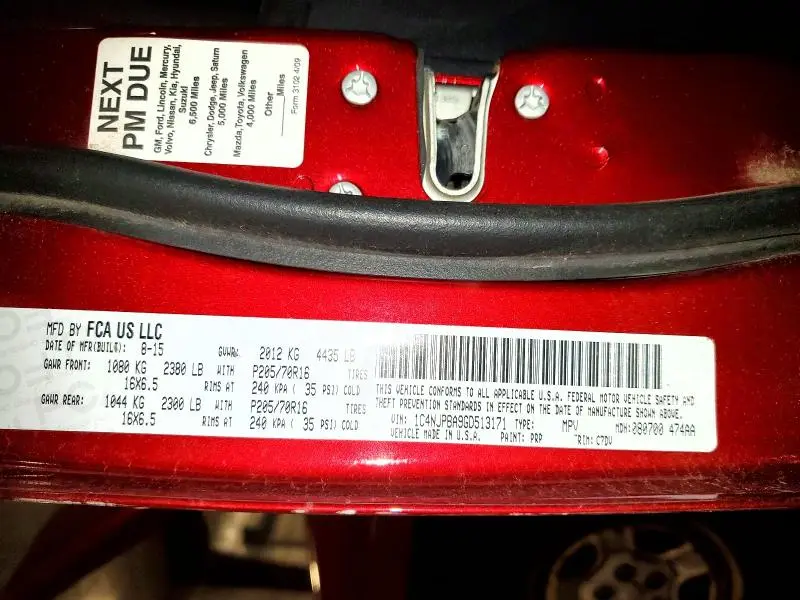 NEXT
PM DUE
GM, Ford, Lincoln, Mercury,
Volvo, Nissan, Kia, Hyundai,
Suzuki
6,500 Miles
Chrysler, Dodge, Jeep, Saturn
5,000 Miles
Mazda, Toyota, Volkswagen
4,000 Miles
Other
____Miles
Form 3102 4/09
MFD BY FCA US LLC
DATE OF MFR(BUILT): 8-15 GVWR: 2012 KG 4435 LB
GAWR FRONT: 1080 KG 2380 LB WITH P205/70R16 TIRES
16X6.5 RIMS AT 240 KPA ( 35 PSI) COLD
GAWR REAR: 1044 KG 2300 LB WITH P205/70R16 TIRES
16X6.5 RIMS AT 240 KPA ( 35 PSI) COLD
THIS VEHICLE CONFORMS TO ALL APPLICABLE U.S.A. FEDERAL MOTOR VEHICLE SAFETY AND
THEFT PREVENTION STANDARDS IN EFFECT ON THE DATE OF MANUFACTURE SHOWN ABOVE.
VIN: 1C4NJPBA9GD513171 TYPE: MPV MDH: 080700 474AA
VEHICLE MADE IN U.S.A. PAINT: PRP TRIM: C7DV